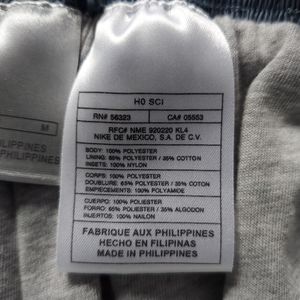 H0 SCI
RN# 56323 CA# 05553
RFC# NME 920220 KL4
NIKE DE MEXICO, S.A. DE C.V.
BODY: 100% POLYESTER
LINING: 65% POLYESTER / 35% COTTON
INSETS: 100% NYLON
CORPS: 100% POLYESTER
DOUBLURE: 65% POLYESTER / 35% COTON
EMPIECEMENTS: 100% POLYAMIDE
CUERPO: 100% POLIESTER
FORRO: 65% POLIESTER / 35% ALGODON
INJERTOS: 100% NAILON
FABRIQUE AUX PHILIPPINES
HECHO EN FILIPINAS
MADE IN PHILIPPINES
M
ILIPPINES
PHILIPPINES